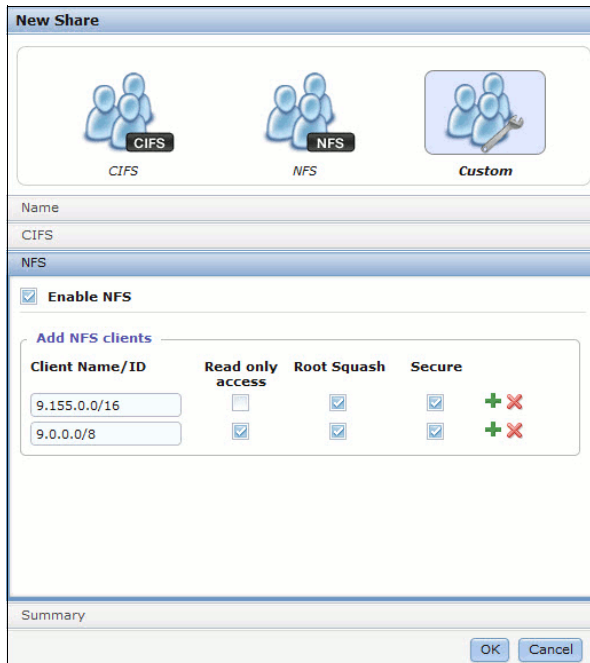 New Share
CIFS
NFS
CIFS
NFS
Custom
Name
CIFS
NFS
Enable NFS
Add NFS clients
Client Name/ID Read only access Root Squash Secure
9.155.0.0/16
9.0.0.0/8
Summary
OK Cancel